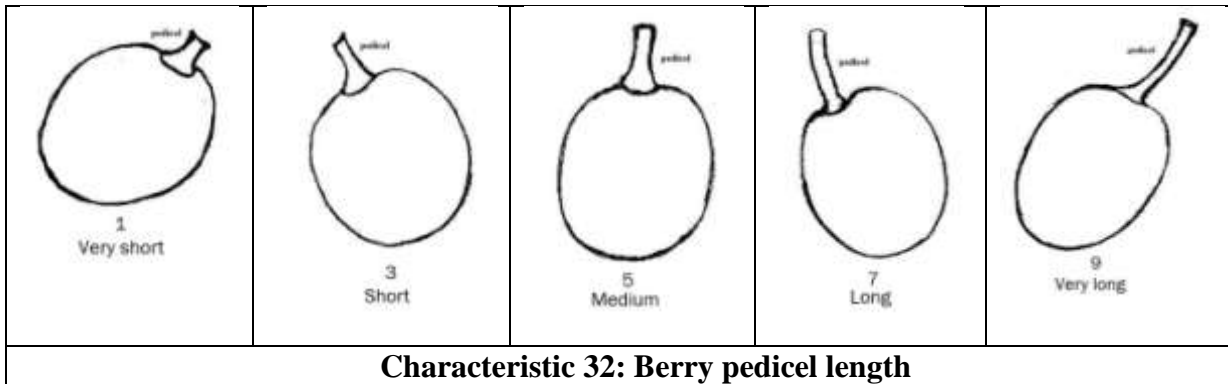 pedicel
1
Very short
pedicel
3
Short
pedicel
5
Medium
pedicel
7
Long
pedicel
9
Very long
Characteristic 32: Berry pedicel length